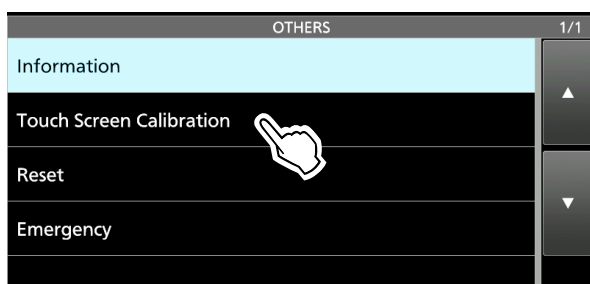 OTHERS 1/1
Information
Touch Screen Calibration
Reset
Emergency